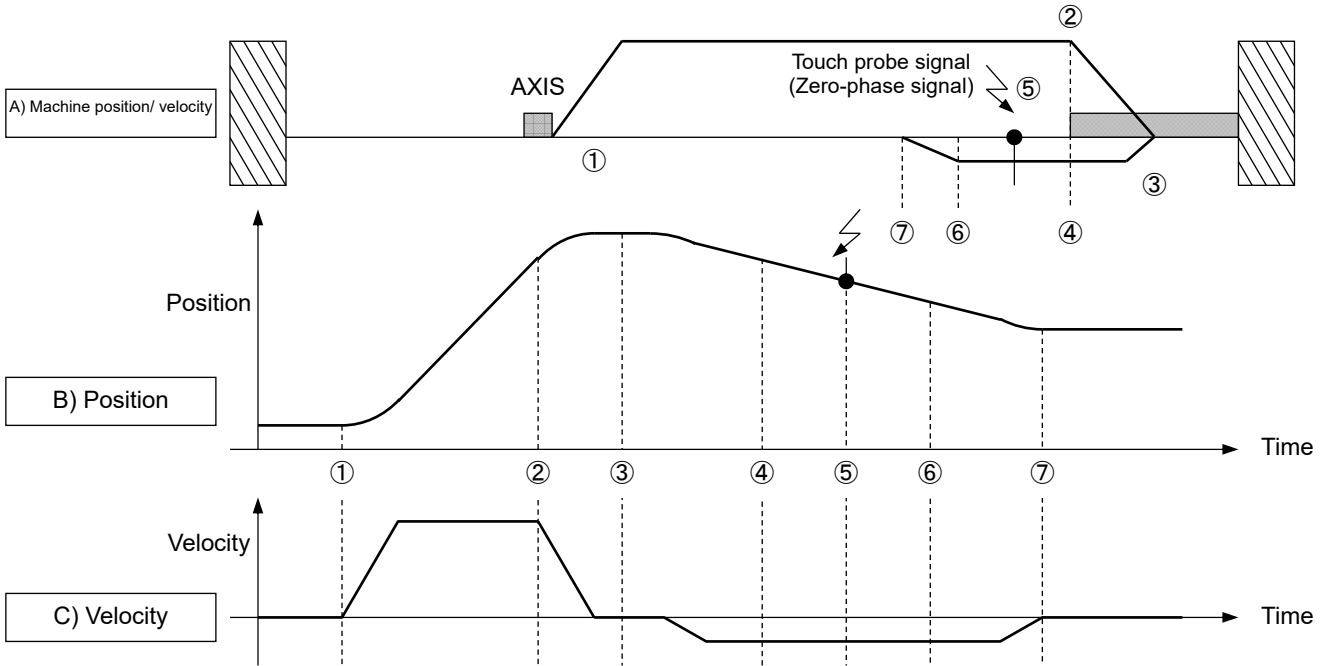 ②
Touch probe signal
(Zero-phase signal)
⑤
AXIS
A) Machine position/ velocity
①
③
⑦ ⑥ ④
Position
B) Position
Time
① ② ③ ④ ⑤ ⑥ ⑦
Velocity
C) Velocity
Time